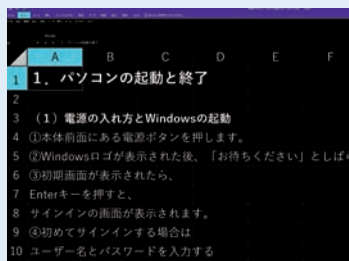 A B C D E F
1 1．パソコンの起動と終了
2
3 （1）電源の入れ方とWindowsの起動
4 ①本体前面にある電源ボタンを押します。
5 ②Windowsロゴが表示された後、「お待ちください」としばら
6 ③初期画面が表示されたら、
7 Enterキーを押すと、
8 サインインの画面が表示されます。
9 ④初めてサインインする場合は
10 ユーザー名とパスワードを入力する